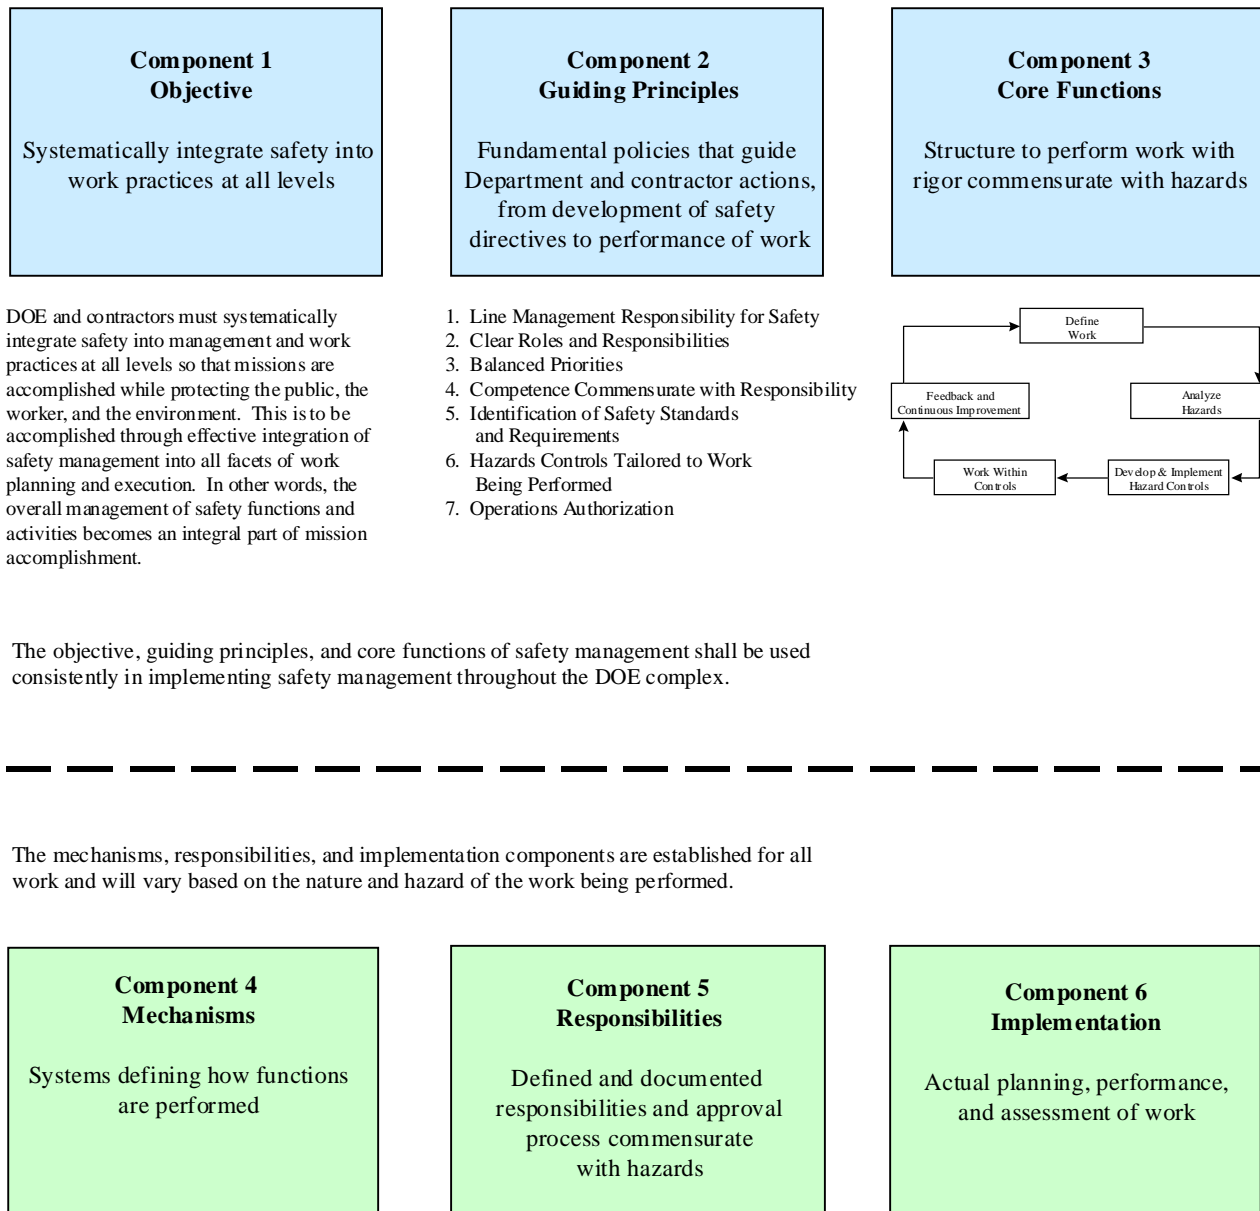 Component 1
Objective
Systematically integrate safety into
work practices at all levels
Component 2
Guiding Principles
Fundamental policies that guide
Department and contractor actions,
from development of safety
directives to performance of work
Component 3
Core Functions
Structure to perform work with
rigor commensurate with hazards
DOE and contractors must systematically
integrate safety into management and work
practices at all levels so that missions are
accomplished while protecting the public, the
worker, and the environment. This is to be
accomplished through effective integration of
safety management into all facets of work
planning and execution. In other words, the
overall management of safety functions and
activities becomes an integral part of mission
accomplishment.
1. Line Management Responsibility for Safety
2. Clear Roles and Responsibilities
3. Balanced Priorities
4. Competence Commensurate with Responsibility
5. Identification of Safety Standards
and Requirements
6. Hazards Controls Tailored to Work
Being Performed
7. Operations Authorization
Define
Work
Analyze
Hazards
Develop & Implement
Hazard Controls
Work Within
Controls
Feedback and
Continuous Improvement
The objective, guiding principles, and core functions of safety management shall be used
consistently in implementing safety management throughout the DOE complex.
The mechanisms, responsibilities, and implementation components are established for all
work and will vary based on the nature and hazard of the work being performed.
Component 4
Mechanisms
Systems defining how functions
are performed
Component 5
Responsibilities
Defined and documented
responsibilities and approval
process commensurate
with hazards
Component 6
Implementation
Actual planning, performance,
and assessment of work